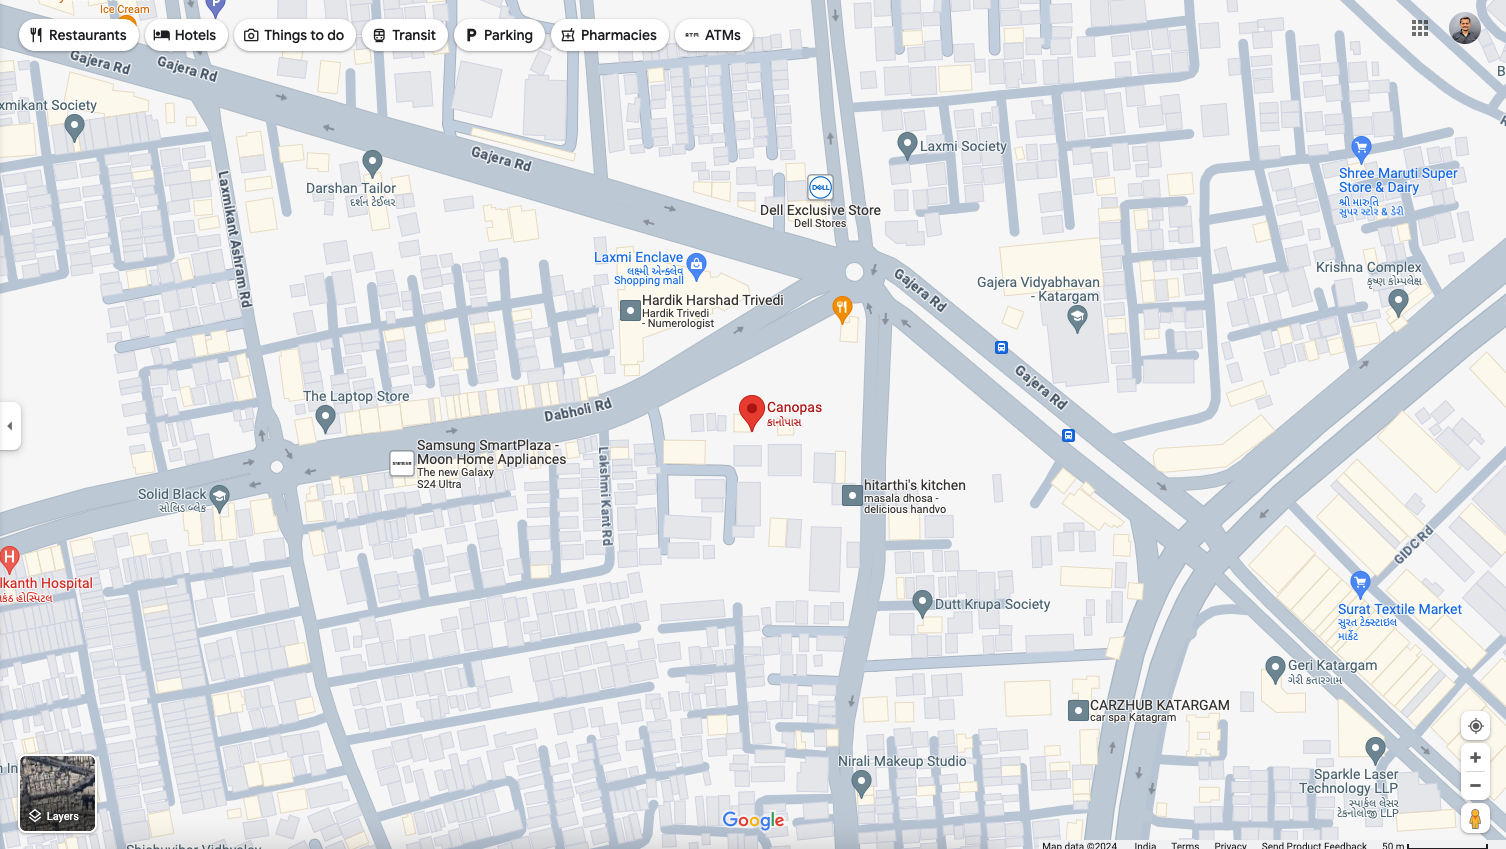 Ice Cream
Restaurants
Hotels
Things to do
Transit
Parking
Pharmacies
ATMs
Gajera Rd
Gajera Rd
xmikant Society
Gajera Rd
Laxmi Society
Darshan Tailor
દર્શન ટેઈલર
Laxmikant Ashram Rd
DELL
Dell Exclusive Store
Dell Stores
Shree Maruti Super
Store & Dairy
શ્રી મારુતિ
સુપર સ્ટોર & ડેરી
Laxmi Enclave
લક્ષ્મી એન્ક્લેવ
Shopping mall
Gajera Rd
Krishna Complex
કૃષ્ણ કોમ્પલેક્ષ
Gajera Vidyabhavan
- Katargam
Hardik Harshad Trivedi
Hardik Trivedi
- Numerologist
Gajera Rd
The Laptop Store
Dabholi Rd
Canopas
કાનોપાસ
Samsung SmartPlaza -
Moon Home Appliances
The new Galaxy
S24 Ultra
Lakshmi Kant Rd
Solid Black
સોલિડ બ્લેક
hitarthi's kitchen
masala dhosa -
delicious handvo
GIDC Rd
H
lkanth Hospital
કંઠ હોસ્પિટલ
Dutt Krupa Society
Surat Textile Market
સુરત ટેક્સ્ટાઇલ
માર્કેટ
Geri Katargam
ગેરી કતારગામ
CARZHUB KATARGAM
car spa Katagram
Nirali Makeup Studio
Sparkle Laser
Technology LLP
સ્પાર્કલ લેસર
ટેકનોલોજી LLP
Layers
Google
Map data ©2024
India
Terms
Privacy
Send Product Feedback
50 m